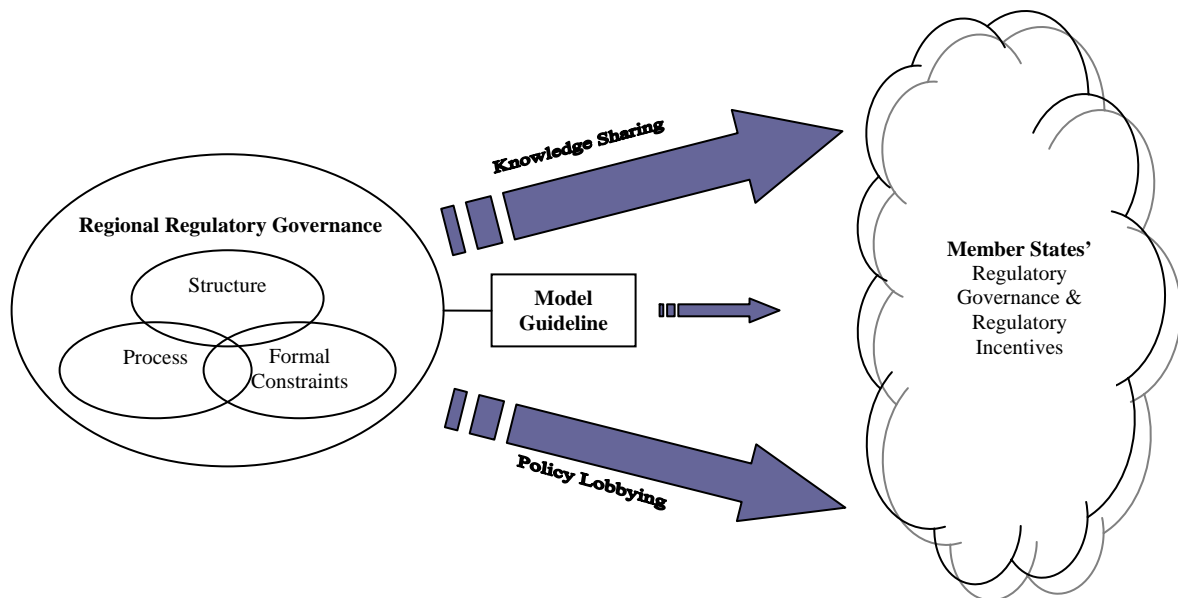 Regional Regulatory Governance
Structure
Process
Formal
Constraints
Knowledge Sharing
Model
Guideline
Policy Lobbying
Member States’
Regulatory
Governance &
Regulatory
Incentives